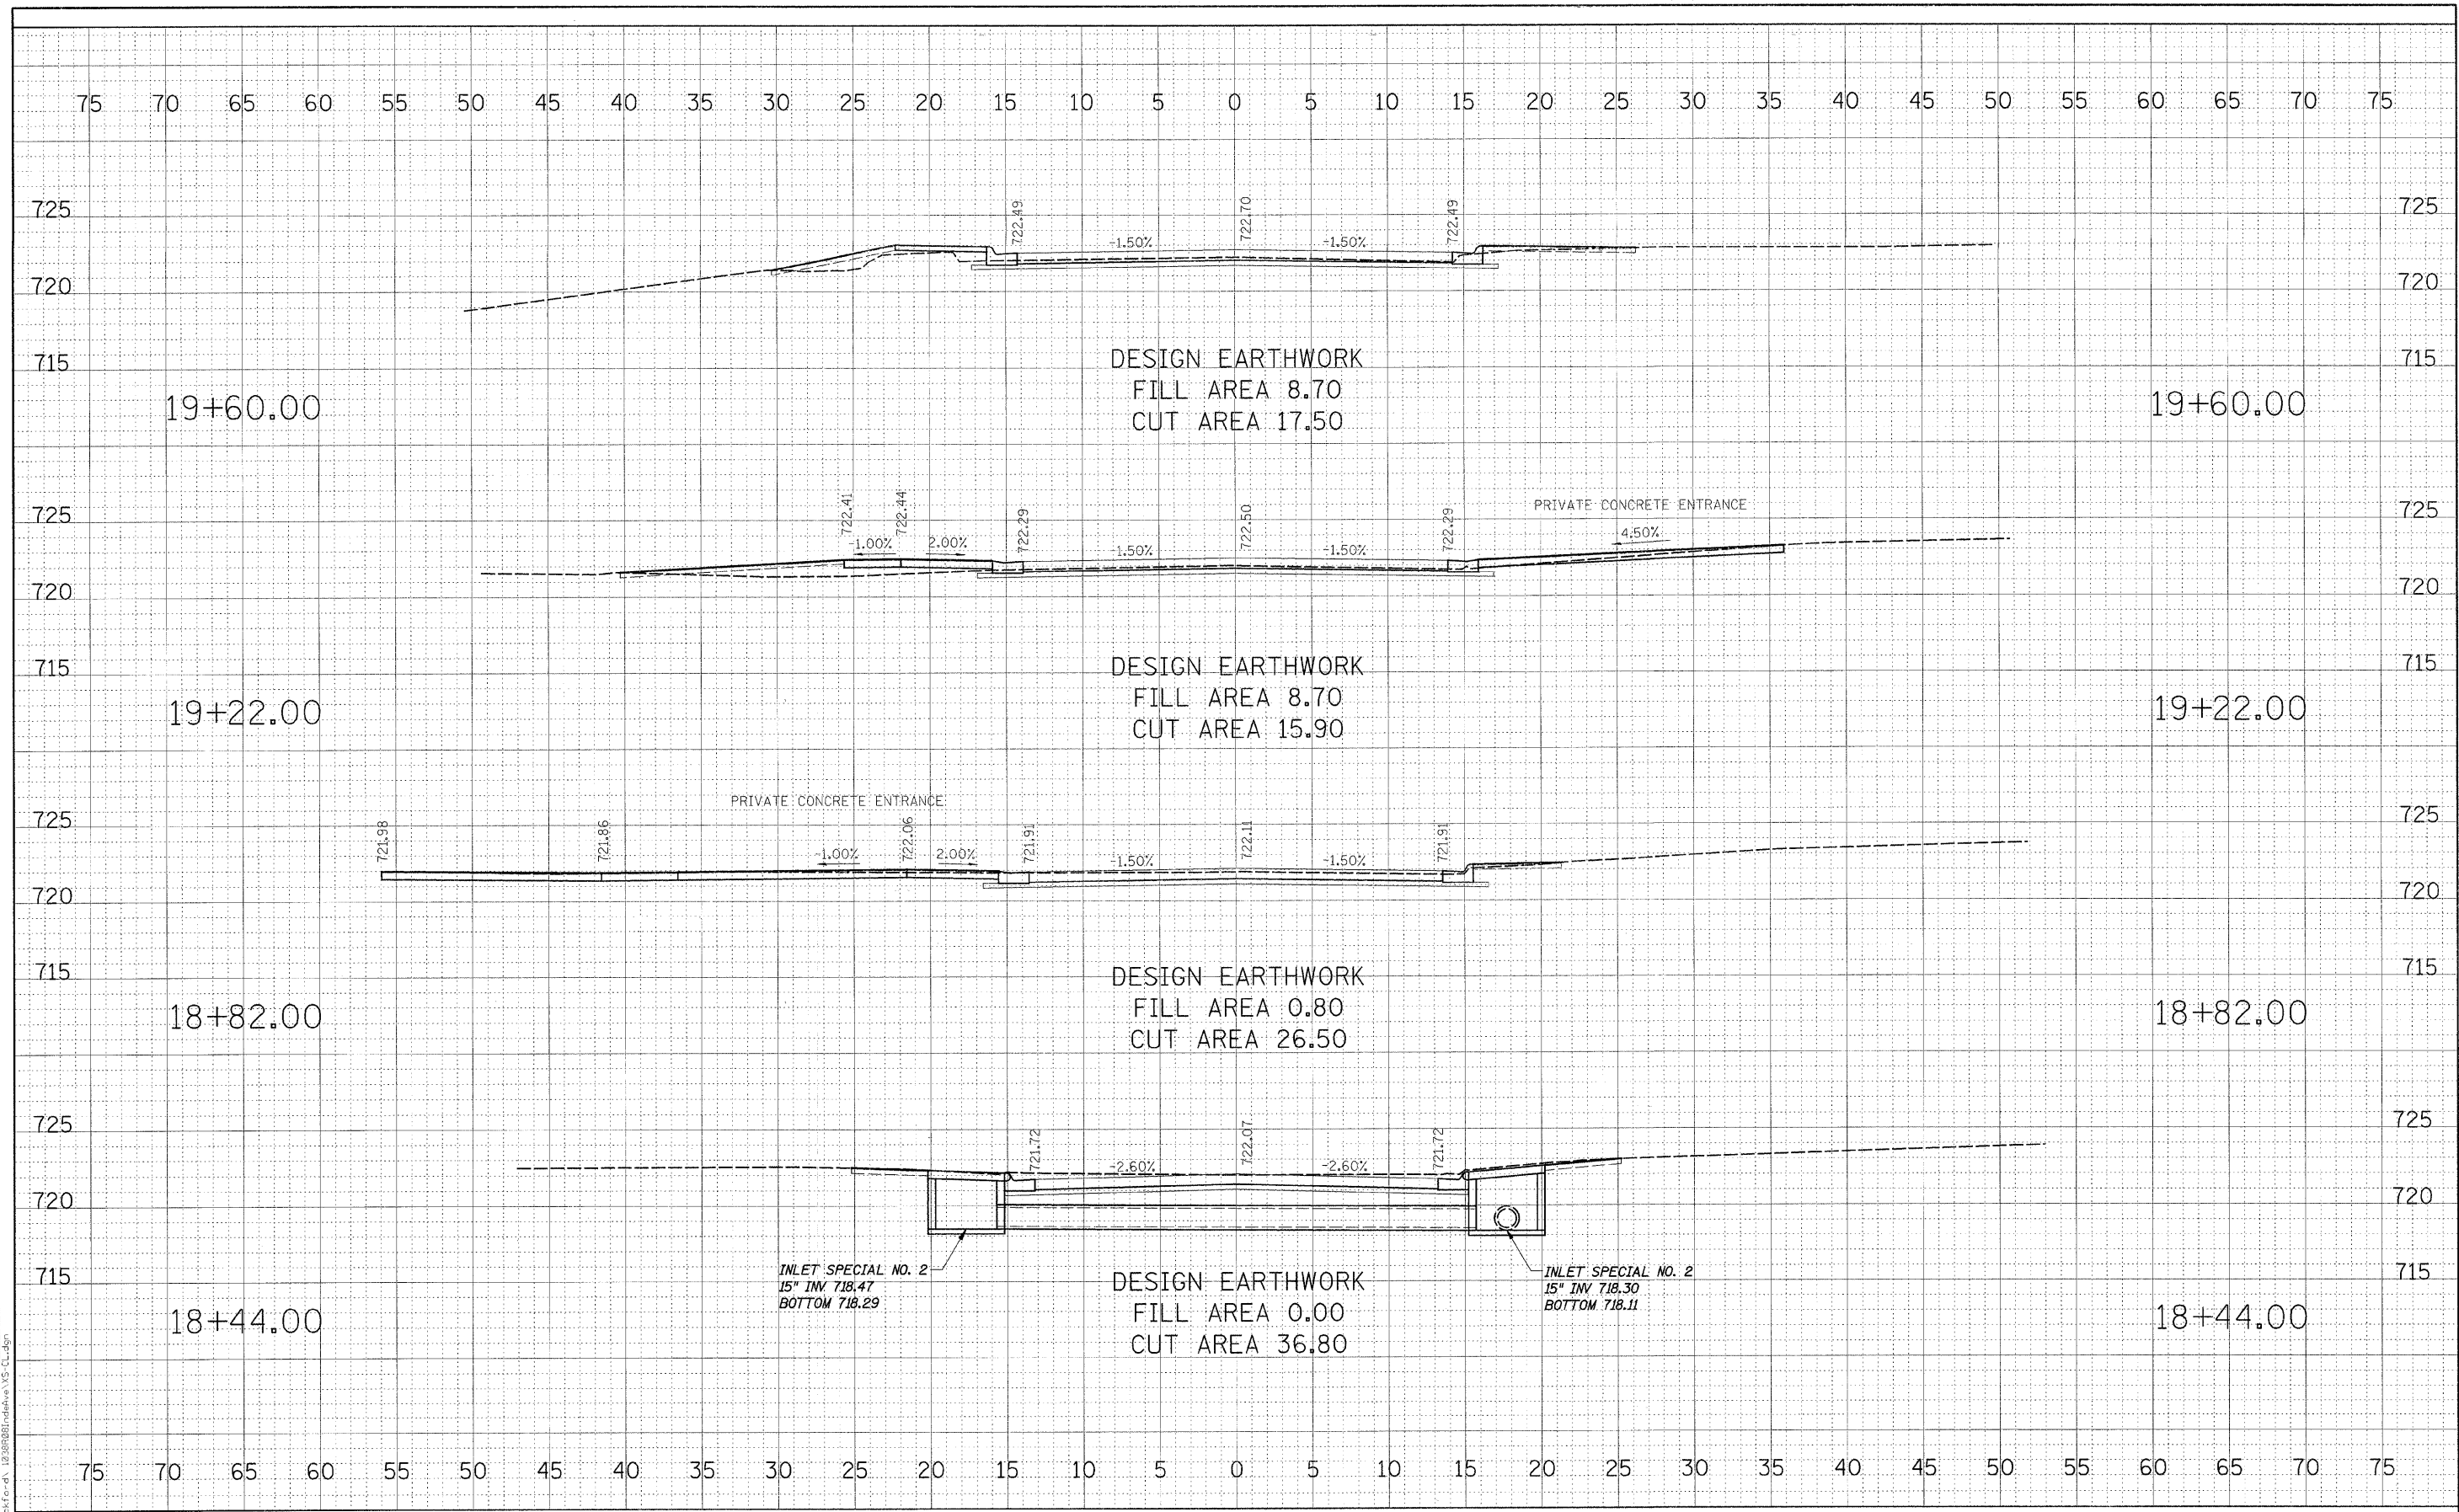 75 70 65 60 55 50 45 40 35 30 25 20 15 10 5 0 5 10 15 20 25 30 35 40 45 50 55 60 65 70 75
725 722.49 722.70 722.49 725
-1.50% -1.50%
720 720
715 715
DESIGN EARTHWORK
FILL AREA 8.70
19+60.00 19+60.00
CUT AREA 17.50
PRIVATE CONCRETE ENTRANCE
725 722.41 722.44 722.29 722.50 722.29 725
-1.00% 2.00% -1.50% -1.50% 4.50%
720 720
715 715
DESIGN EARTHWORK
FILL AREA 8.70
19+22.00 19+22.00
CUT AREA 15.90
PRIVATE CONCRETE ENTRANCE
725 725
721.98 721.86 722.06 721.91 722.11 721.91
-1.00% 2.00% -1.50% -1.50%
720 720
715 715
DESIGN EARTHWORK
FILL AREA 0.80
18+82.00 18+82.00
CUT AREA 26.50
725 725
721.72 722.07 721.72
-2.60% -2.60%
720 720
INLET SPECIAL NO. 2
15" INV 718.47
BOTTOM 718.29
INLET SPECIAL NO. 2
15" INV 718.30
BOTTOM 718.11
715 715
DESIGN EARTHWORK
FILL AREA 0.00
18+44.00 18+44.00
CUT AREA 36.80
75 70 65 60 55 50 45 40 35 30 25 20 15 10 5 0 5 10 15 20 25 30 35 40 45 50 55 60 65 70 75